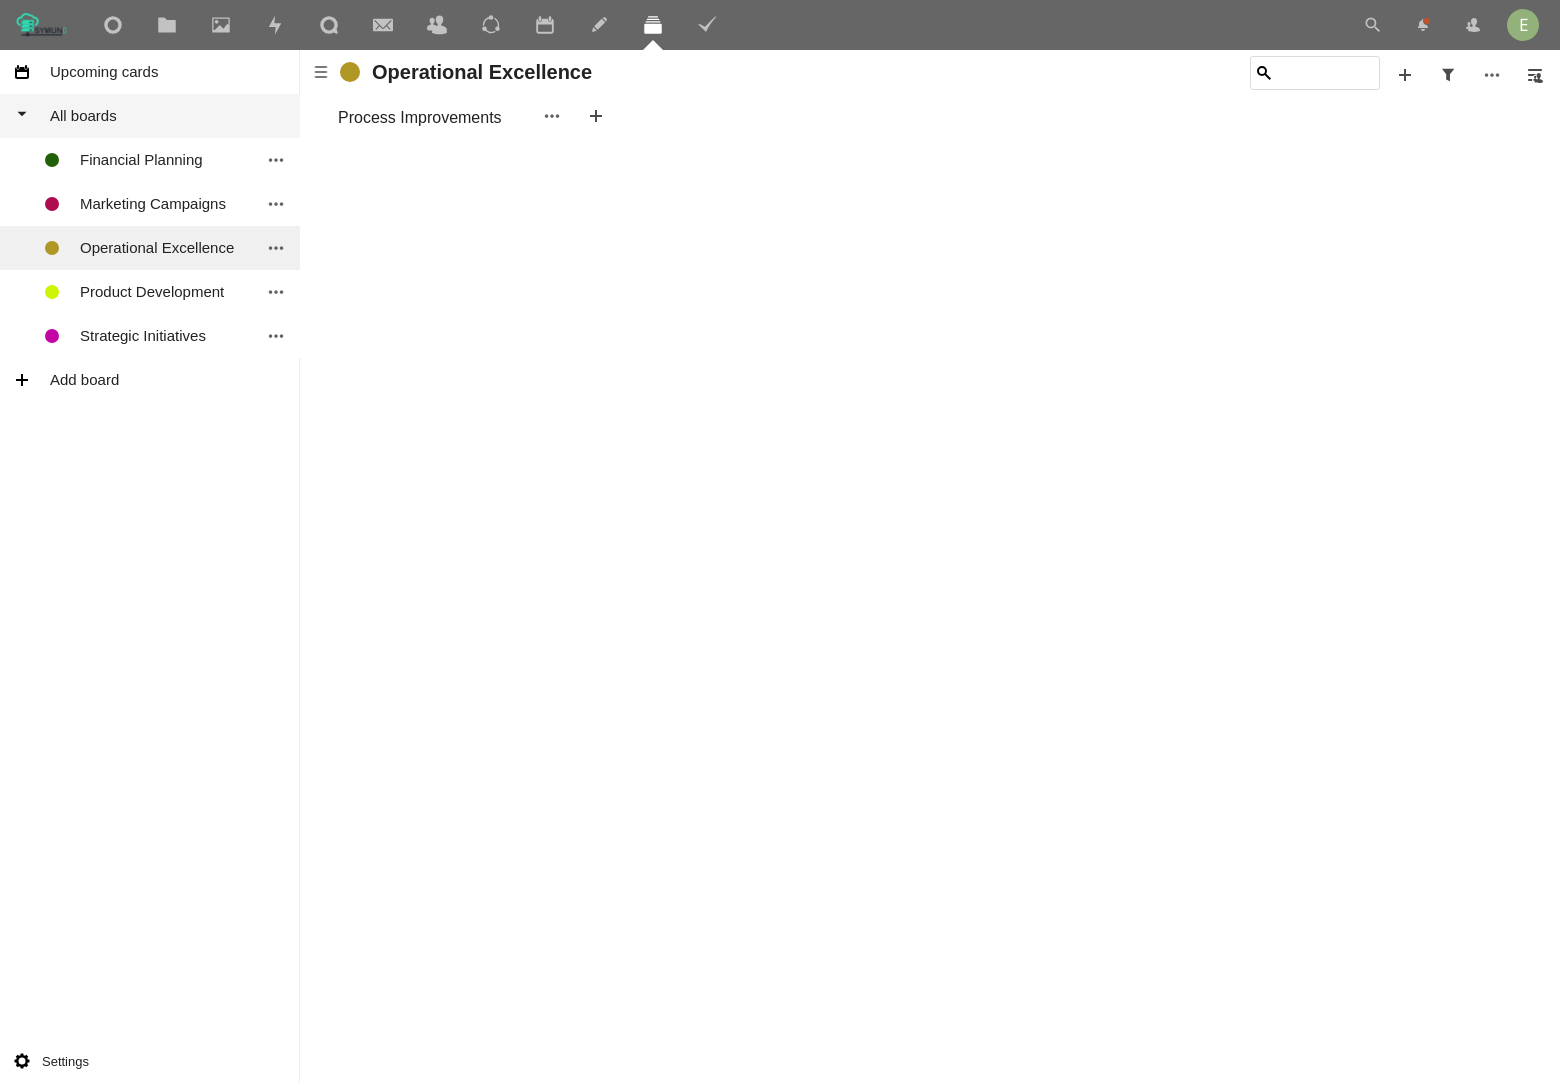 E
Upcoming cards
All boards
Financial Planning
Marketing Campaigns
Operational Excellence
Product Development
Strategic Initiatives
Add board
Operational Excellence
Process Improvements
Settings